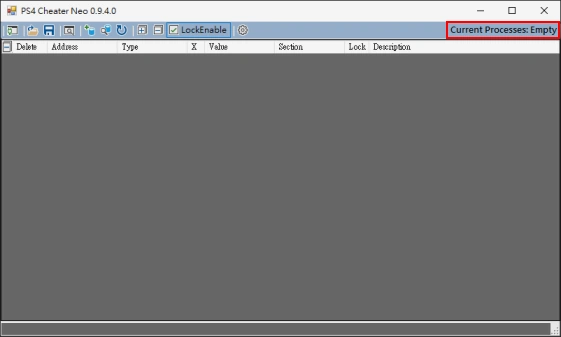 PS4 Cheater Neo 0.9.4.0
LockEnable Current Processes: Empty
Delete Address Type X Value Section Lock Description